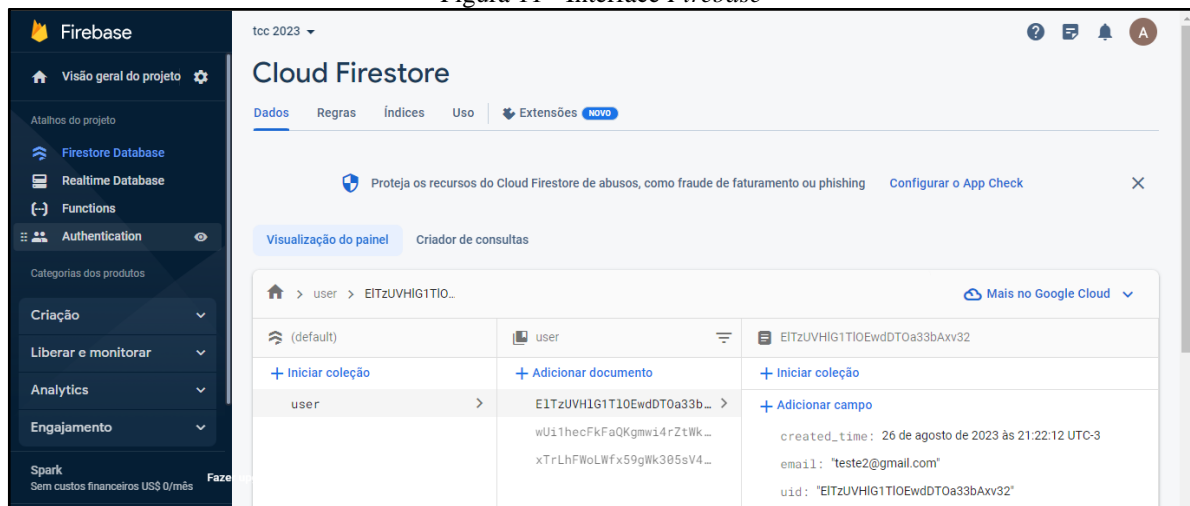 Figura 11 - Interface Firebase
Firebase
Visão geral do projeto
Atalhos do projeto
Firestore Database
Realtime Database
Functions
Authentication
Categorias dos produtos
Criação
Liberar e monitorar
Analytics
Engajamento
Spark
Sem custos financeiros US$ 0/mês
Faze
tcc 2023
A
Cloud Firestore
Dados Regras Índices Uso Extensões NOVO
Proteja os recursos do Cloud Firestore de abusos, como fraude de faturamento ou phishing Configurar o App Check
Visualização do painel Criador de consultas
user > ElTzUVHlG1TlO…
Mais no Google Cloud
(default)
+ Iniciar coleção
user
user
+ Adicionar documento
ElTzUVHlG1TlOEwdDTOa33b…
wUi1hecFkFaQKgmwi4rZtWk…
xTrLhFWoLWfx59gWk305sV4…
ElTzUVHlG1TlOEwdDTOa33bAxv32
+ Iniciar coleção
+ Adicionar campo
created_time: 26 de agosto de 2023 às 21:22:12 UTC-3
email: "teste2@gmail.com"
uid: "ElTzUVHlG1TlOEwdDTOa33bAxv32"